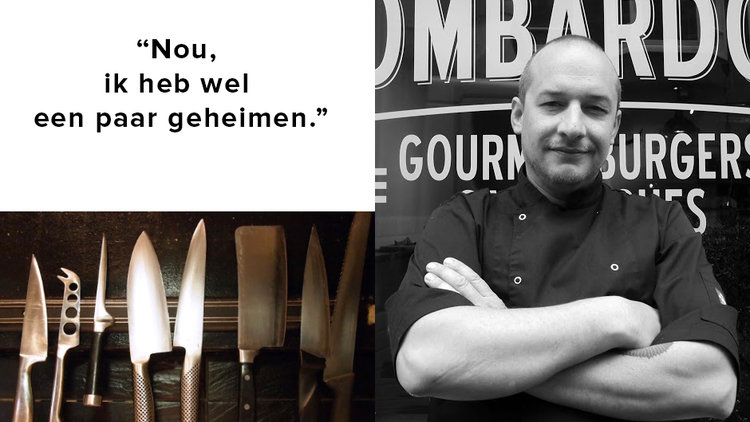 “Nou,
ik heb wel
een paar geheimen.”
OMBARDO
GOURM BURGERS